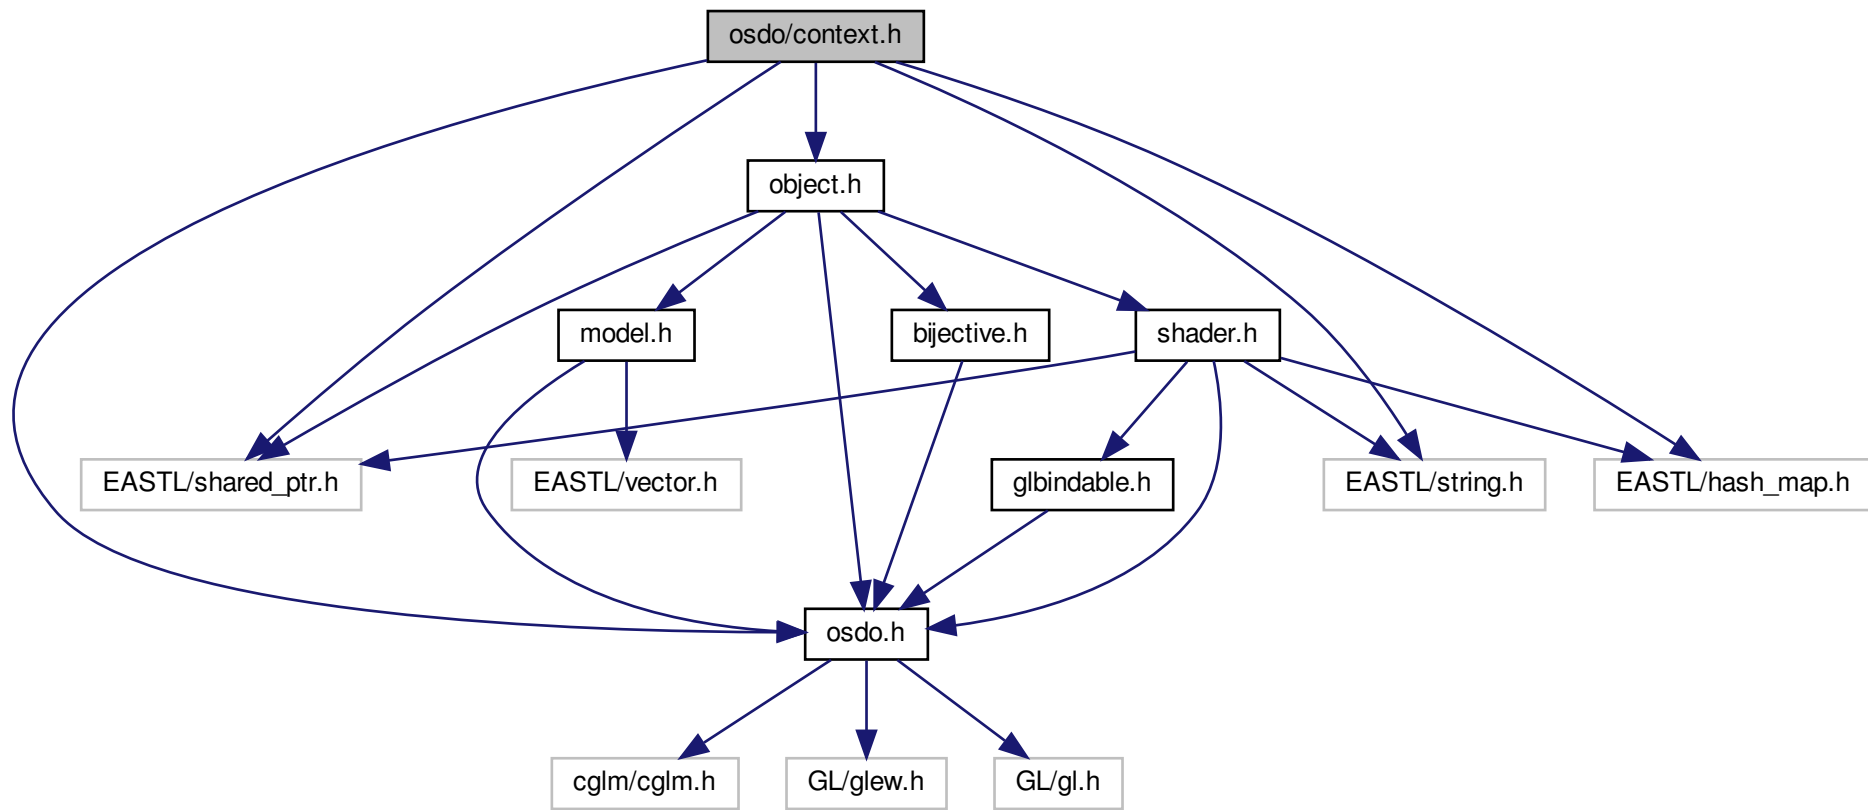 osdo/context.h
object.h
model.h
bijective.h
shader.h
EASTL/shared_ptr.h
EASTL/vector.h
glbindable.h
EASTL/string.h
EASTL/hash_map.h
osdo.h
cglm/cglm.h
GL/glew.h
GL/gl.h